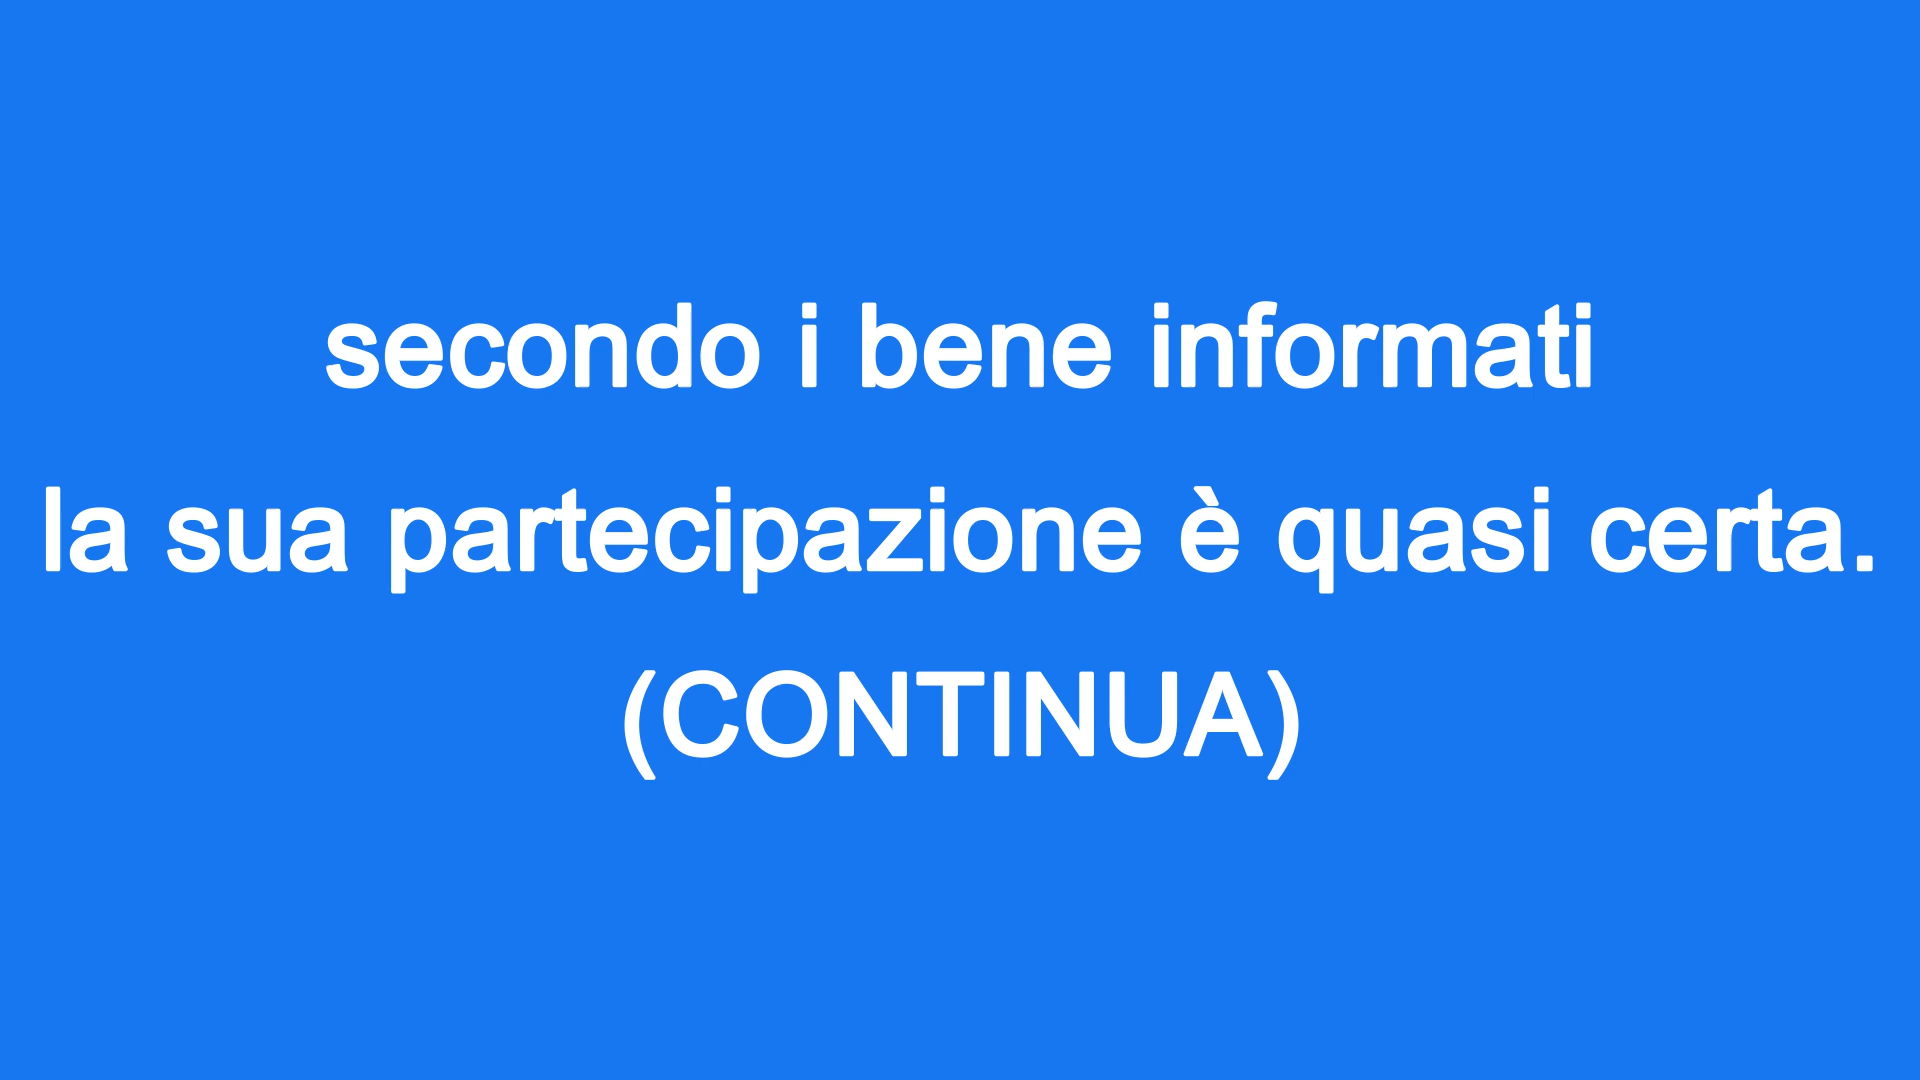 secondo i bene informati
la sua partecipazione è quasi certa.
(CONTINUA)